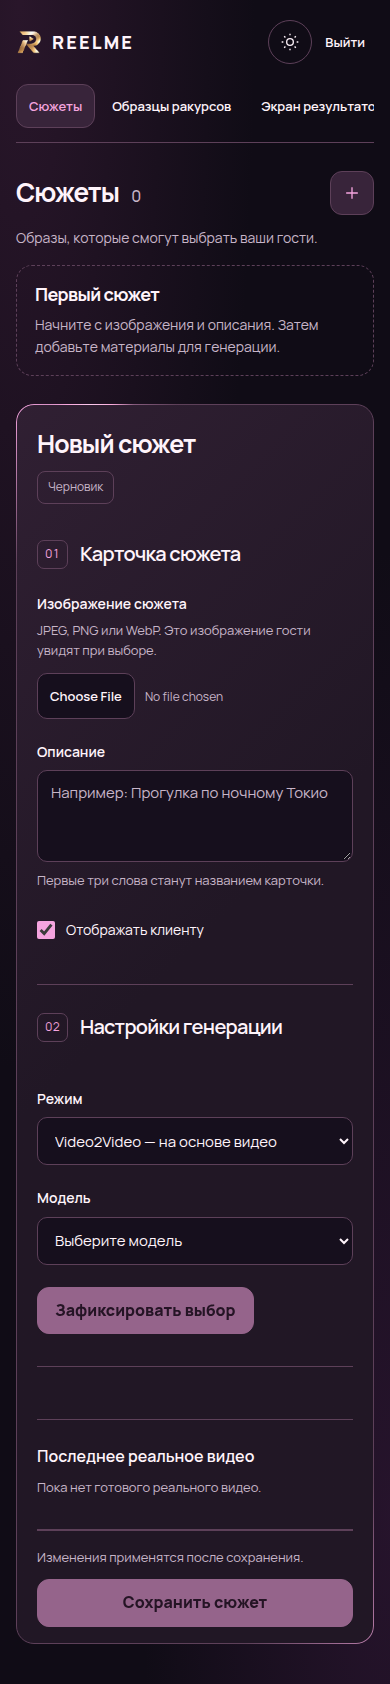 REELME
Выйти
Сюжеты
Образцы ракурсов
Экран результато
Сюжеты 0
Образы, которые смогут выбрать ваши гости.
Первый сюжет
Начните с изображения и описания. Затем
добавьте материалы для генерации.
Новый сюжет
Черновик
01 Карточка сюжета
Изображение сюжета
JPEG, PNG или WebP. Это изображение гости
увидят при выборе.
Choose File No file chosen
Описание
Например: Прогулка по ночному Токио
Первые три слова станут названием карточки.
Отображать клиенту
02 Настройки генерации
Режим
Video2Video — на основе видео
Модель
Выберите модель
Зафиксировать выбор
Последнее реальное видео
Пока нет готового реального видео.
Изменения применятся после сохранения.
Сохранить сюжет